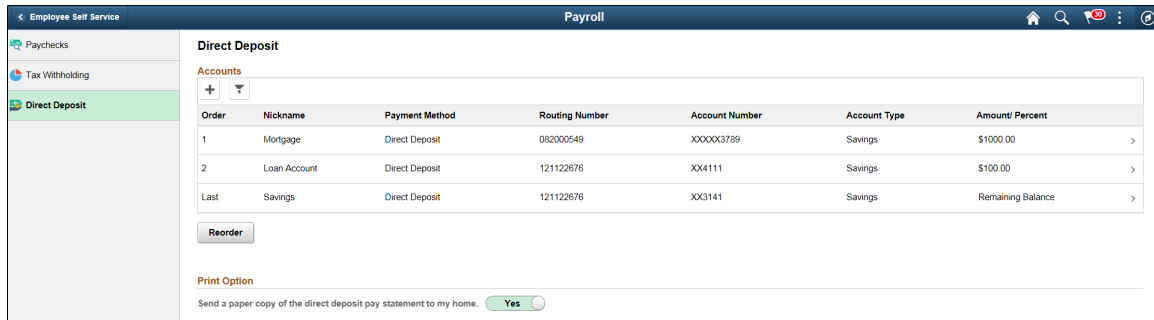 Employee Self Service
Payroll
30
Paychecks
Tax Withholding
Direct Deposit
Direct Deposit
Accounts
Order Nickname Payment Method Routing Number Account Number Account Type Amount/ Percent
1 Mortgage Direct Deposit 082000549 XXXXX3789 Savings $1000.00
2 Loan Account Direct Deposit 121122676 XX4111 Savings $100.00
Last Savings Direct Deposit 121122676 XX3141 Savings Remaining Balance
Reorder
Print Option
Send a paper copy of the direct deposit pay statement to my home. Yes